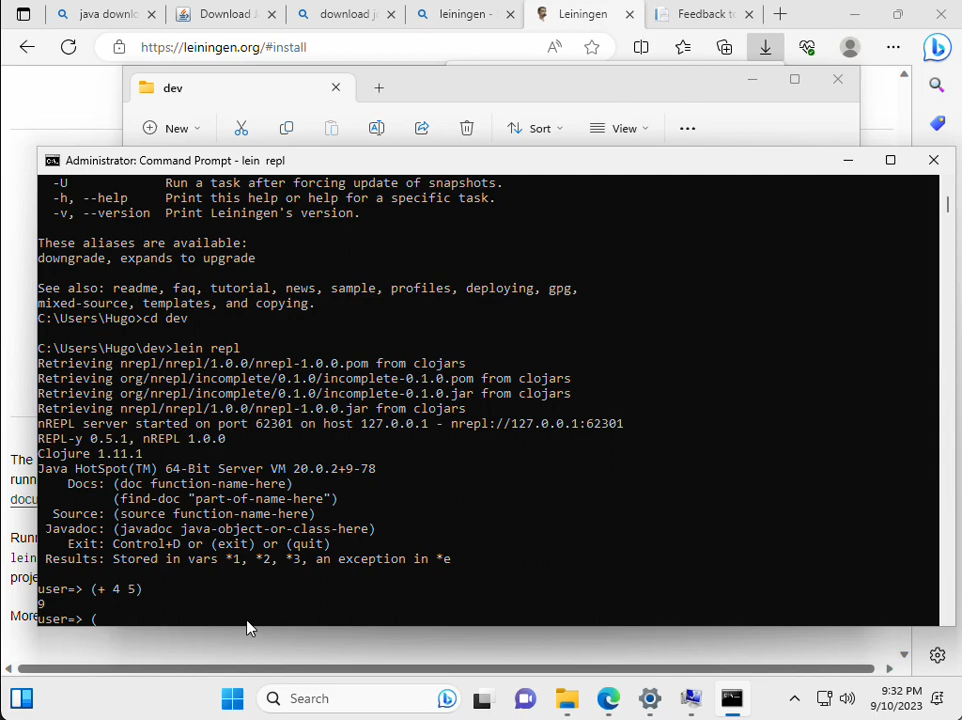 java downlo
Download J
download js
leiningen -
Leiningen
Feedback to
https://leiningen.org/#install
dev
New
Sort
View
Administrator: Command Prompt - lein repl
-U Run a task after forcing update of snapshots.
-h, --help Print this help or help for a specific task.
-v, --version Print Leiningen's version.
These aliases are available:
downgrade, expands to upgrade
See also: readme, faq, tutorial, news, sample, profiles, deploying, gpg,
mixed-source, templates, and copying.
C:\Users\Hugo>cd dev
C:\Users\Hugo\dev>lein repl
Retrieving nrepl/nrepl/1.0.0/nrepl-1.0.0.pom from clojars
Retrieving org/nrepl/incomplete/0.1.0/incomplete-0.1.0.pom from clojars
Retrieving org/nrepl/incomplete/0.1.0/incomplete-0.1.0.jar from clojars
Retrieving nrepl/nrepl/1.0.0/nrepl-1.0.0.jar from clojars
nREPL server started on port 62301 on host 127.0.0.1 - nrepl://127.0.0.1:62301
REPL-y 0.5.1, nREPL 1.0.0
Clojure 1.11.1
Java HotSpot(TM) 64-Bit Server VM 20.0.2+9-78
Docs: (doc function-name-here)
(find-doc "part-of-name-here")
Source: (source function-name-here)
Javadoc: (javadoc java-object-or-class-here)
Exit: Control+D or (exit) or (quit)
Results: Stored in vars *1, *2, *3, an exception in *e
user=> (+ 4 5)
9
user=> (
The
runn
docu
Runn
lein
proje
More
Search
9:32 PM
9/10/2023